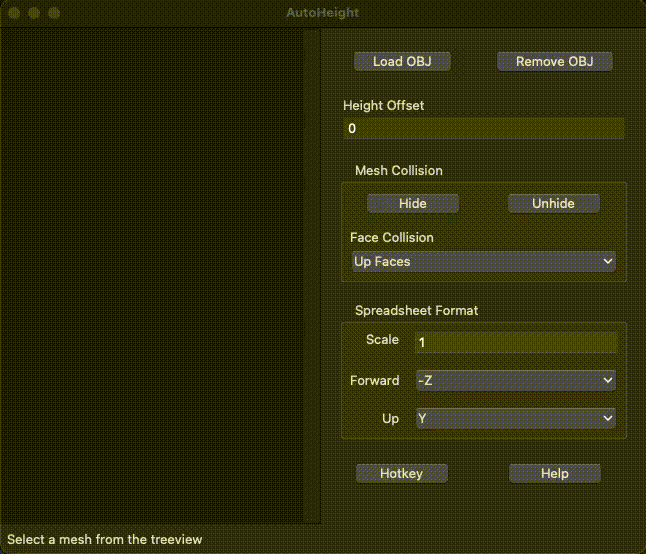 AutoHeight
Load OBJ
Remove OBJ
Height Offset
0
Mesh Collision
Hide
Unhide
Face Collision
Up Faces
Spreadsheet Format
Scale
1
Forward
-Z
Up
Y
Hotkey
Help
Select a mesh from the treeview